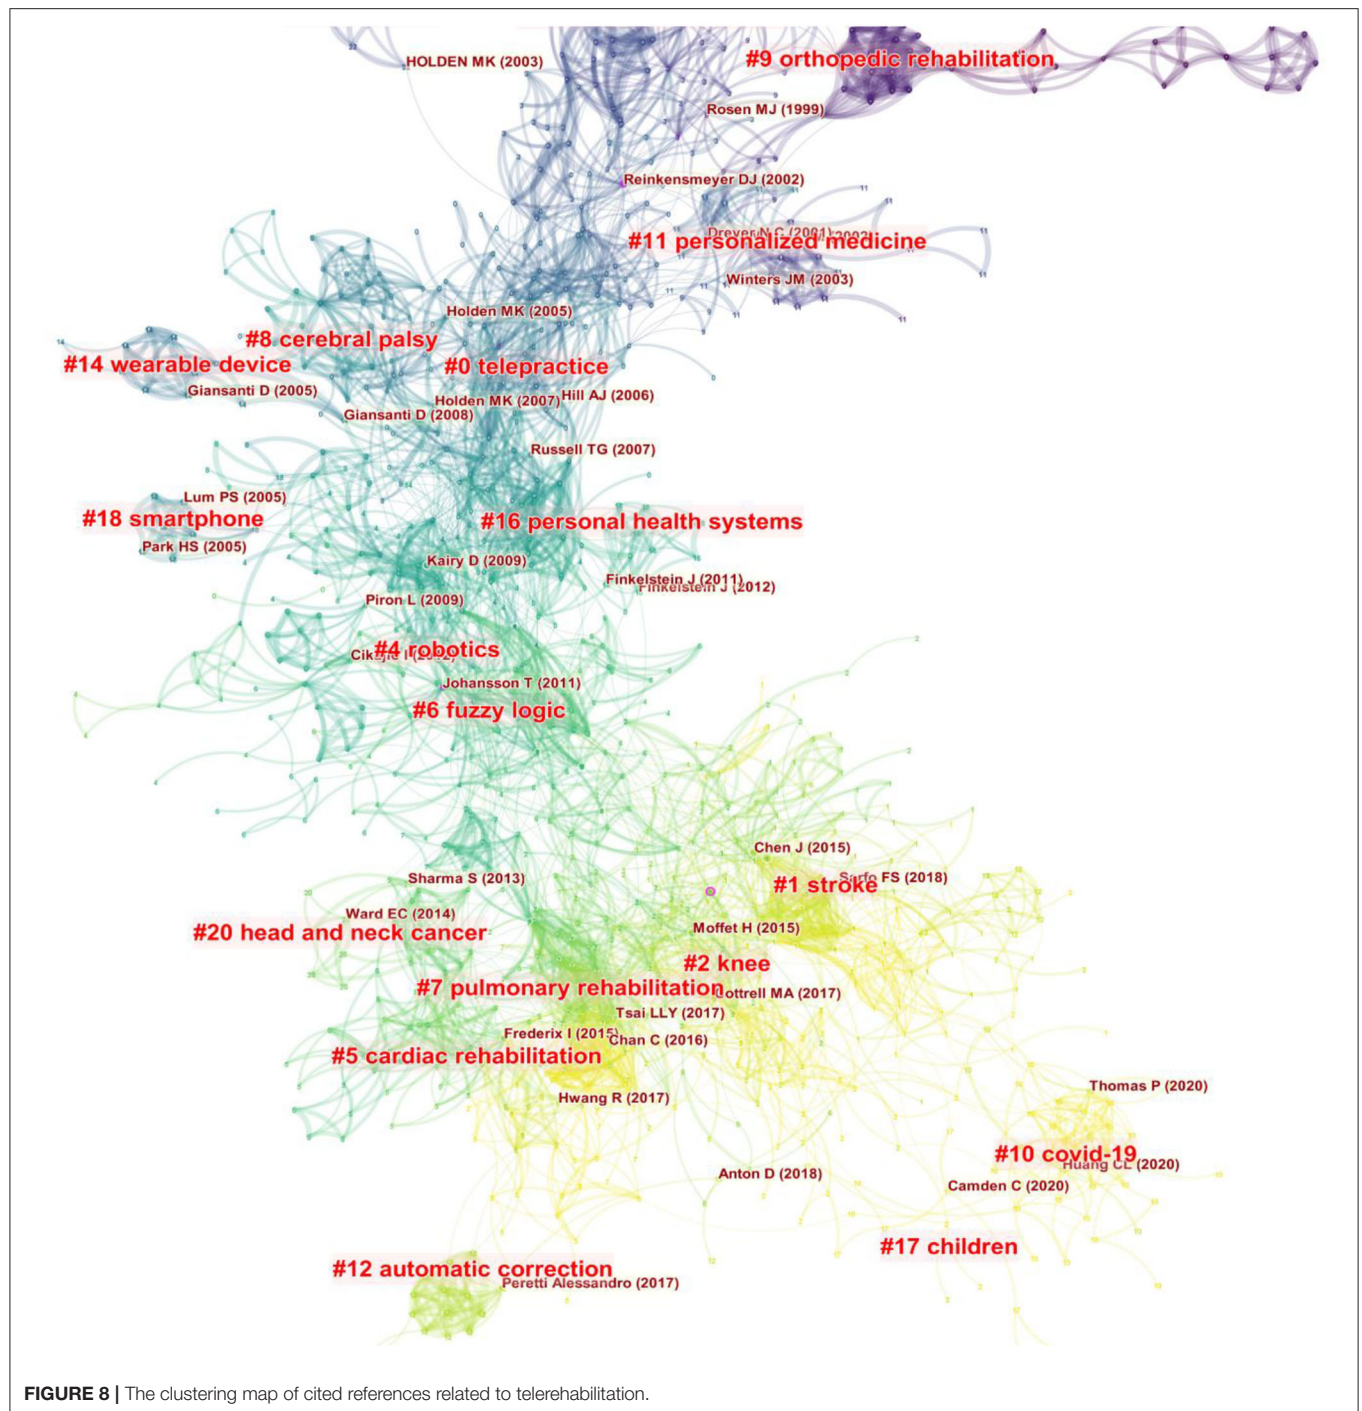 HOLDEN MK (2003)
#9 orthopedic rehabilitation
Rosen MJ (1999)
Reinkensmeyer DJ (2002)
Dreyer N C (2001)
#11 personalized medicine
Winters JM (2003)
Holden MK (2005)
#8 cerebral palsy
#14 wearable device
#0 telepractice
Giansanti D (2005)
Holden MK (2007)
Hill AJ (2006)
Giansanti D (2008)
Russell TG (2007)
Lum PS (2005)
#18 smartphone
#16 personal health systems
Park HS (2005)
Kairy D (2009)
Finkelstein J (2011)
Finkelstein J (2012)
Piron L (2009)
#4 robotics
Johansson T (2011)
#6 fuzzy logic
Chen J (2015)
Sharma S (2013)
#1 stroke
FS (2018)
Ward EC (2014)
#20 head and neck cancer
Moffet H (2015)
#2 knee
#7 pulmonary rehabilitation
Cottrell MA (2017)
Tsai LLY (2017)
Frederix I (2015)
Chan C (2016)
#5 cardiac rehabilitation
Hwang R (2017)
Thomas P (2020)
#10 covid-19
Huang CL (2020)
Anton D (2018)
Camden C (2020)
#17 children
#12 automatic correction
Peretti Alessandro (2017)
FIGURE 8 | The clustering map of cited references related to telerehabilitation.